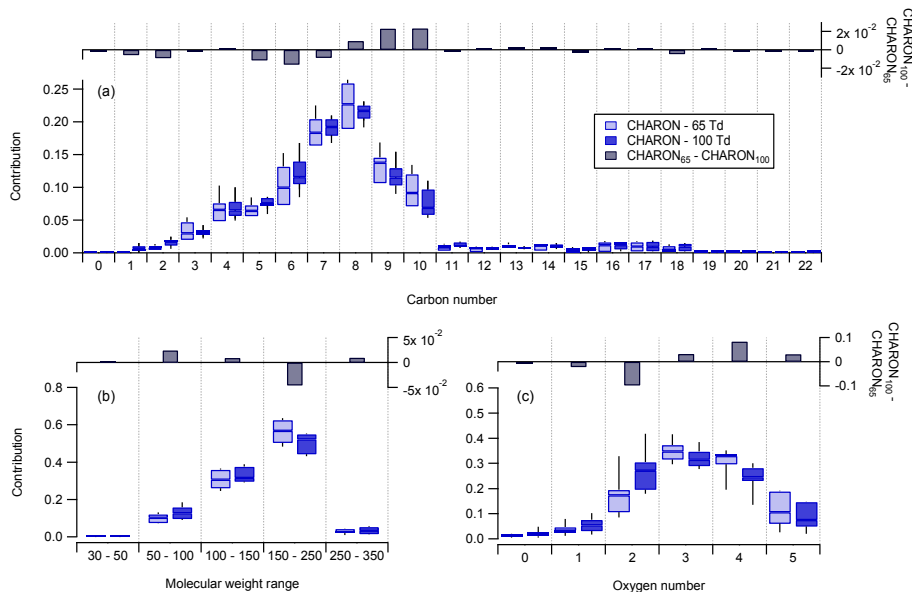 2x 10⁻²
0
-2x 10⁻²
CHARON₁₀₀ -
CHARON₆₅
(a)
0.25
0.20
0.15
0.10
0.05
0.00
Contribution
CHARON - 65 Td
CHARON - 100 Td
CHARON₆₅ - CHARON₁₀₀
0 1 2 3 4 5 6 7 8 9 10 11 12 13 14 15 16 17 18 19 20 21 22
Carbon number
5x 10⁻²
0
-5x 10⁻²
(b)
0.8
0.6
0.4
0.2
0.0
Contribution
30 - 50 50 - 100 100 - 150 150 - 250 250 - 350
Molecular weight range
0.1
0
-0.1
CHARON₁₀₀ -
CHARON₆₅
(c)
0.6
0.5
0.4
0.3
0.2
0.1
0.0
0 1 2 3 4 5
Oxygen number